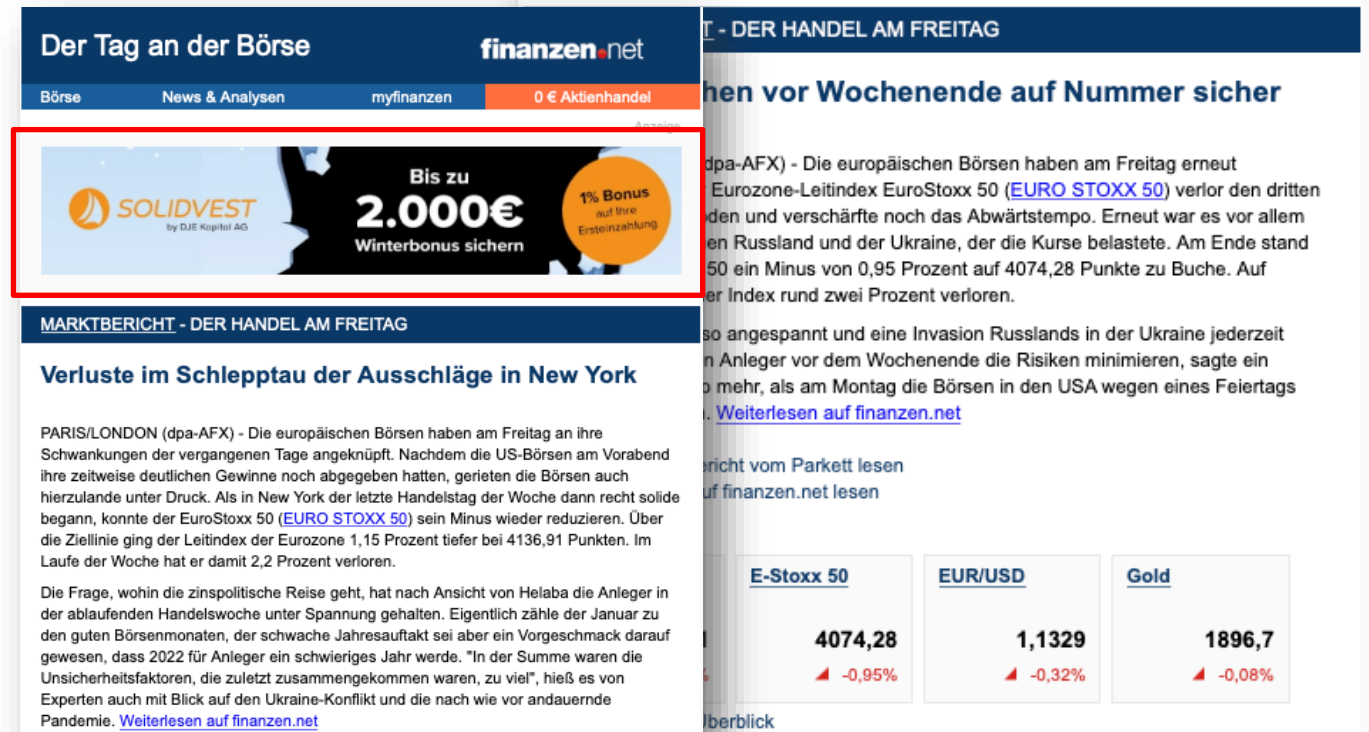 Der Tag an der Börse
finanzen.net
Börse
News & Analysen
myfinanzen
0 € Aktienhandel
Anzeige
SOLIDVEST
by DJE Kapital AG
Bis zu
2.000€
Winterbonus sichern
1% Bonus
auf Ihre
Ersteinzahlung
MARKTBERICHT - DER HANDEL AM FREITAG
Verluste im Schlepptau der Ausschläge in New York
PARIS/LONDON (dpa-AFX) - Die europäischen Börsen haben am Freitag an ihre
Schwankungen der vergangenen Tage angeknüpft. Nachdem die US-Börsen am Vorabend
ihre zeitweise deutlichen Gewinne noch abgegeben hatten, gerieten die Börsen auch
hierzulande unter Druck. Als in New York der letzte Handelstag der Woche dann recht solide
begann, konnte der EuroStoxx 50 (EURO STOXX 50) sein Minus wieder reduzieren. Über
die Ziellinie ging der Leitindex der Eurozone 1,15 Prozent tiefer bei 4136,91 Punkten. Im
Laufe der Woche hat er damit 2,2 Prozent verloren.
Die Frage, wohin die zinspolitische Reise geht, hat nach Ansicht von Helaba die Anleger in
der ablaufenden Handelswoche unter Spannung gehalten. Eigentlich zähle der Januar zu
den guten Börsenmonaten, der schwache Jahresauftakt sei aber ein Vorgeschmack darauf
gewesen, dass 2022 für Anleger ein schwieriges Jahr werde. "In der Summe waren die
Unsicherheitsfaktoren, die zuletzt zusammengekommen waren, zu viel", hieß es von
Experten auch mit Blick auf den Ukraine-Konflikt und die nach wie vor andauernde
Pandemie. Weiterlesen auf finanzen.net
T - DER HANDEL AM FREITAG
hen vor Wochenende auf Nummer sicher
dpa-AFX) - Die europäischen Börsen haben am Freitag erneut
Eurozone-Leitindex EuroStoxx 50 (EURO STOXX 50) verlor den dritten
den und verschärfte noch das Abwärtstempo. Erneut war es vor allem
en Russland und der Ukraine, der die Kurse belastete. Am Ende stand
50 ein Minus von 0,95 Prozent auf 4074,28 Punkte zu Buche. Auf
er Index rund zwei Prozent verloren.
so angespannt und eine Invasion Russlands in der Ukraine jederzeit
n Anleger vor dem Wochenende die Risiken minimieren, sagte ein
o mehr, als am Montag die Börsen in den USA wegen eines Feiertags
. Weiterlesen auf finanzen.net
ericht vom Parkett lesen
uf finanzen.net lesen
E-Stoxx 50
EUR/USD
Gold
4074,28
1,1329
1896,7
-0,95%
-0,32%
-0,08%
Überblick